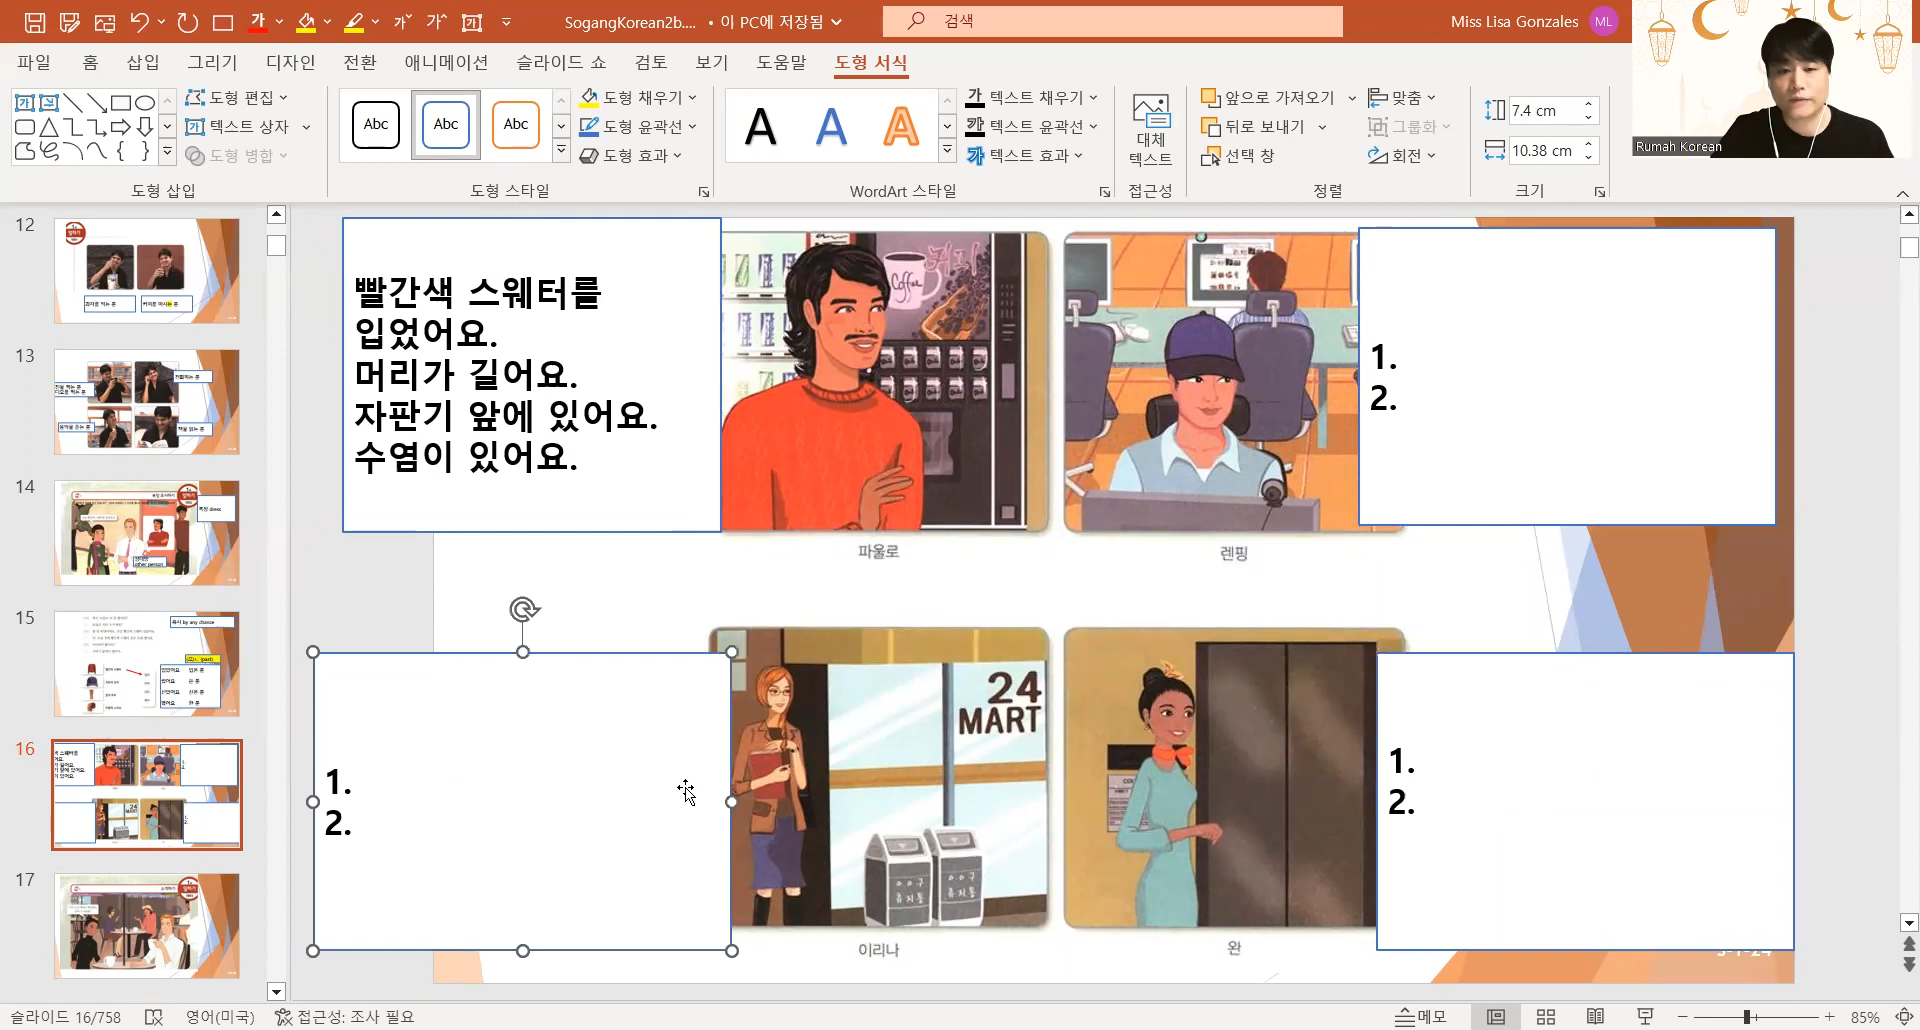 SogangKorean2b.... • 이 PC에 저장됨
검색
Miss Lisa Gonzales
ML
파일 홈 삽입 그리기 디자인 전환 애니메이션 슬라이드 쇼 검토 보기 도움말 도형 서식
도형 편집
텍스트 상자
도형 병합
도형 삽입
Abc Abc Abc
도형 채우기
도형 윤곽선
도형 효과
도형 스타일
A A A
텍스트 채우기
텍스트 윤곽선
텍스트 효과
WordArt 스타일
대체
텍스트
접근성
앞으로 가져오기
뒤로 보내기
선택 창
맞춤
그룹화
회전
정렬
7.4 cm
10.38 cm
크기
Rumah Korean
12
13
14
15
16
17
빨간색 스웨터를
입었어요.
머리가 길어요.
자판기 앞에 있어요.
수염이 있어요.
Coffee
커피
파울로
렌핑
1.
2.
1.
2.
24
MART
휴지통
휴지통
이리나
완
1.
2.
슬라이드 16/758
영어(미국)
접근성: 조사 필요
메모
85%